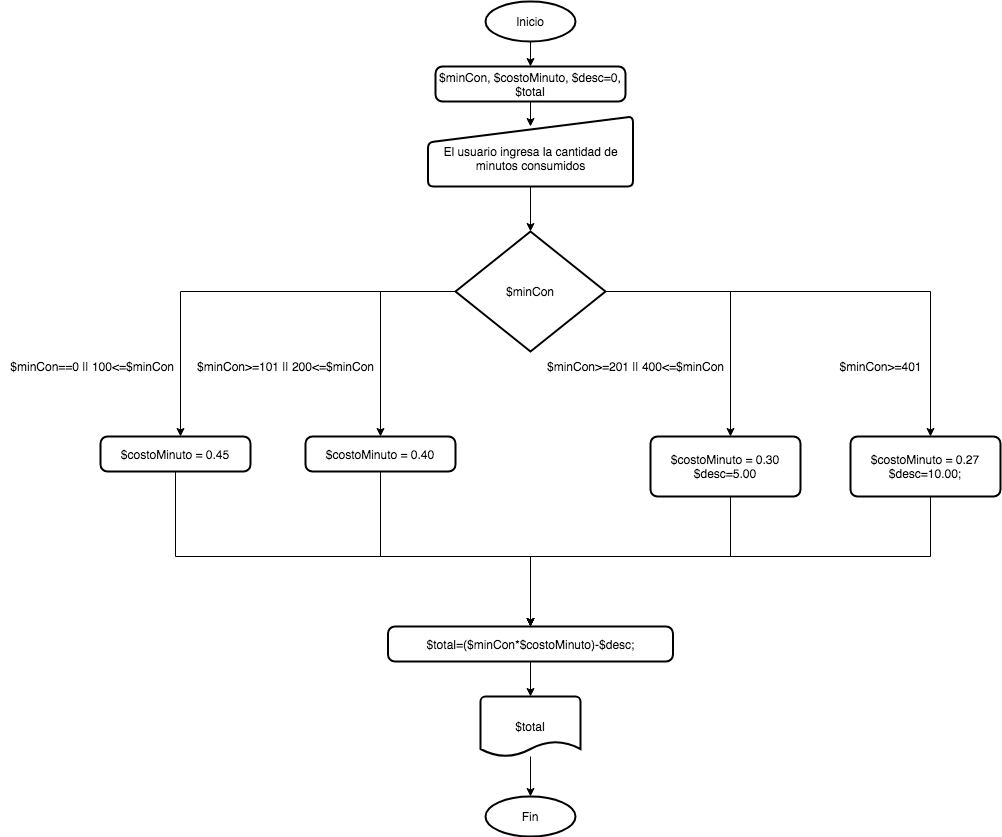 Inicio
$minCon, $costoMinuto, $desc=0,
$total
El usuario ingresa la cantidad de
minutos consumidos
$minCon
$minCon==0 || 100<=$minCon
$minCon>=101 || 200<=$minCon
$minCon>=201 || 400<=$minCon
$minCon>=401
$costoMinuto = 0.45
$costoMinuto = 0.40
$costoMinuto = 0.30
$desc=5.00
$costoMinuto = 0.27
$desc=10.00;
$total=($minCon*$costoMinuto)-$desc;
$total
Fin